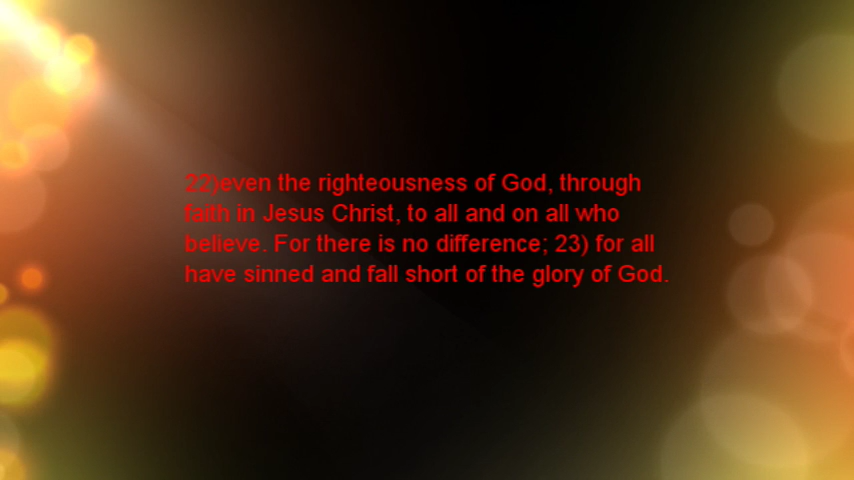 22)even the righteousness of God, through
faith in Jesus Christ, to all and on all who
believe. For there is no difference; 23) for all
have sinned and fall short of the glory of God.